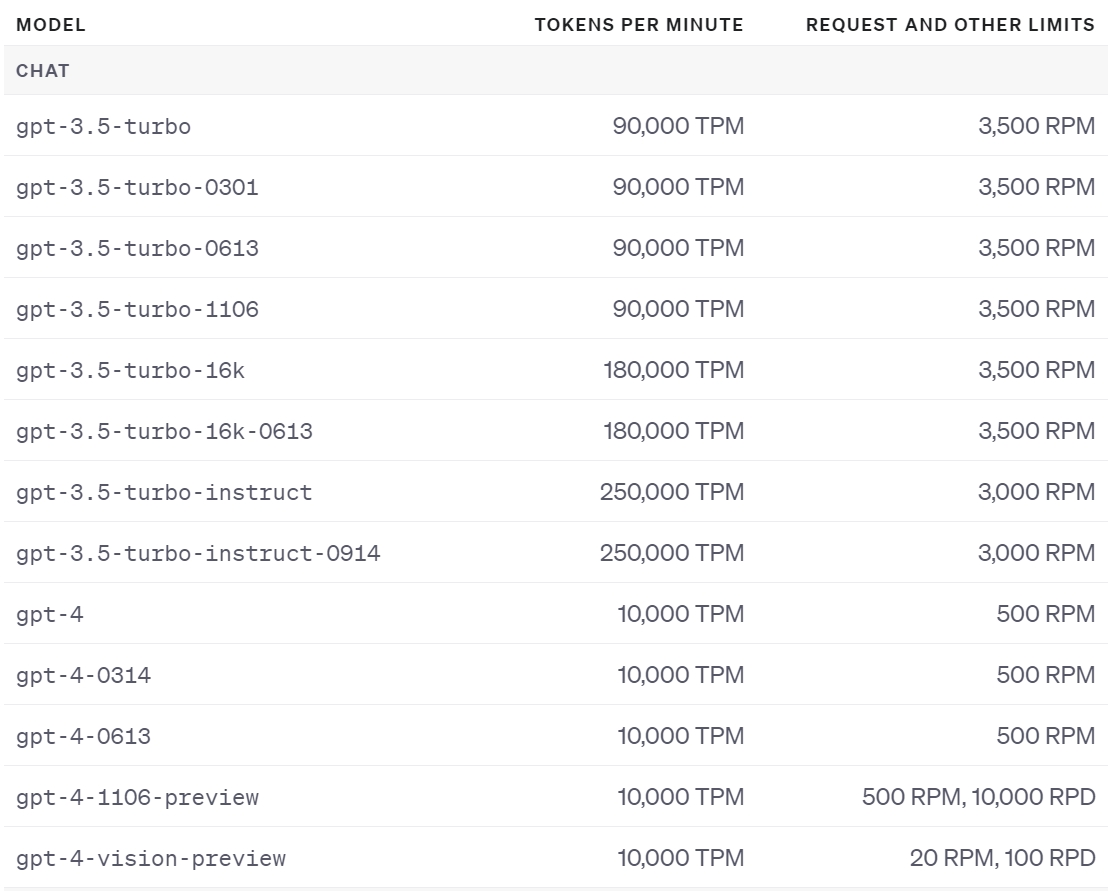 MODEL TOKENS PER MINUTE REQUEST AND OTHER LIMITS
CHAT
gpt-3.5-turbo 90,000 TPM 3,500 RPM
gpt-3.5-turbo-0301 90,000 TPM 3,500 RPM
gpt-3.5-turbo-0613 90,000 TPM 3,500 RPM
gpt-3.5-turbo-1106 90,000 TPM 3,500 RPM
gpt-3.5-turbo-16k 180,000 TPM 3,500 RPM
gpt-3.5-turbo-16k-0613 180,000 TPM 3,500 RPM
gpt-3.5-turbo-instruct 250,000 TPM 3,000 RPM
gpt-3.5-turbo-instruct-0914 250,000 TPM 3,000 RPM
gpt-4 10,000 TPM 500 RPM
gpt-4-0314 10,000 TPM 500 RPM
gpt-4-0613 10,000 TPM 500 RPM
gpt-4-1106-preview 10,000 TPM 500 RPM, 10,000 RPD
gpt-4-vision-preview 10,000 TPM 20 RPM, 100 RPD